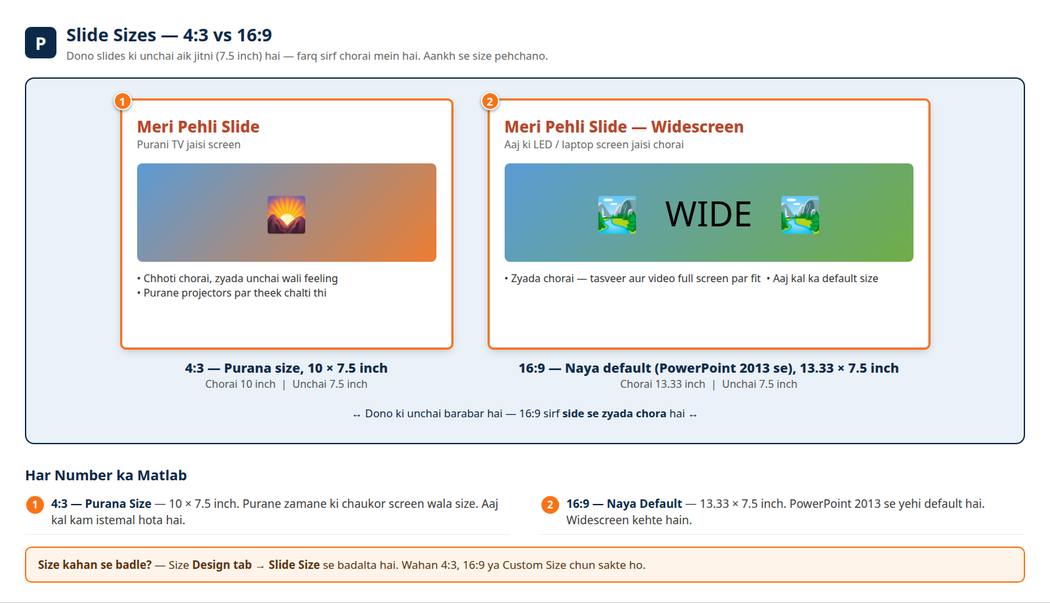 P
Slide Sizes — 4:3 vs 16:9
Dono slides ki unchai aik jitni (7.5 inch) hai — farq sirf chorai mein hai. Aankh se size pehchano.
1
Meri Pehli Slide
Purani TV jaisi screen
• Chhoti chorai, zyada unchai wali feeling
• Purane projectors par theek chalti thi
4:3 — Purana size, 10 × 7.5 inch
Chorai 10 inch | Unchai 7.5 inch
2
Meri Pehli Slide — Widescreen
Aaj ki LED / laptop screen jaisi chorai
WIDE
• Zyada chorai — tasveer aur video full screen par fit • Aaj kal ka default size
16:9 — Naya default (PowerPoint 2013 se), 13.33 × 7.5 inch
Chorai 13.33 inch | Unchai 7.5 inch
↔ Dono ki unchai barabar hai — 16:9 sirf side se zyada chora hai ↔
Har Number ka Matlab
1 4:3 — Purana Size — 10 × 7.5 inch. Purane zamane ki chaukor screen wala size. Aaj
kal kam istemal hota hai.
2 16:9 — Naya Default — 13.33 × 7.5 inch. PowerPoint 2013 se yehi default hai.
Widescreen kehte hain.
Size kahan se badle? — Size Design tab → Slide Size se badalta hai. Wahan 4:3, 16:9 ya Custom Size chun sakte ho.